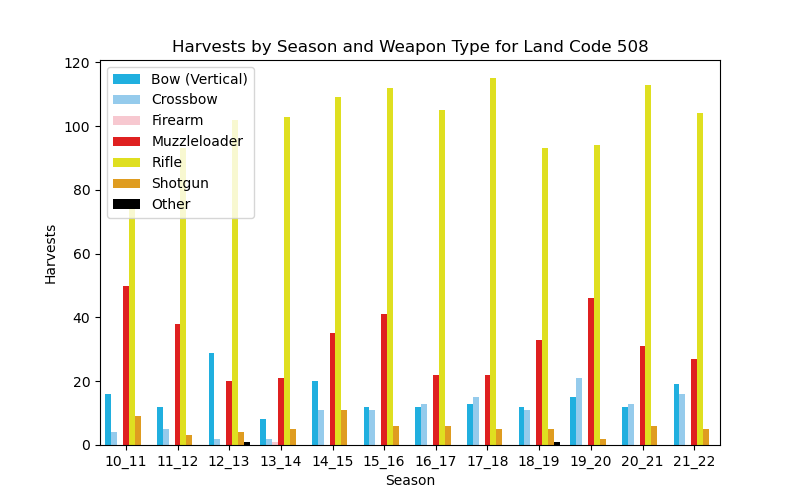 Harvests by Season and Weapon Type for Land Code 508
120
100
80
60
40
20
0
Harvests
Bow (Vertical)
Crossbow
Firearm
Muzzleloader
Rifle
Shotgun
Other
10_11 11_12 12_13 13_14 14_15 15_16 16_17 17_18 18_19 19_20 20_21 21_22
Season